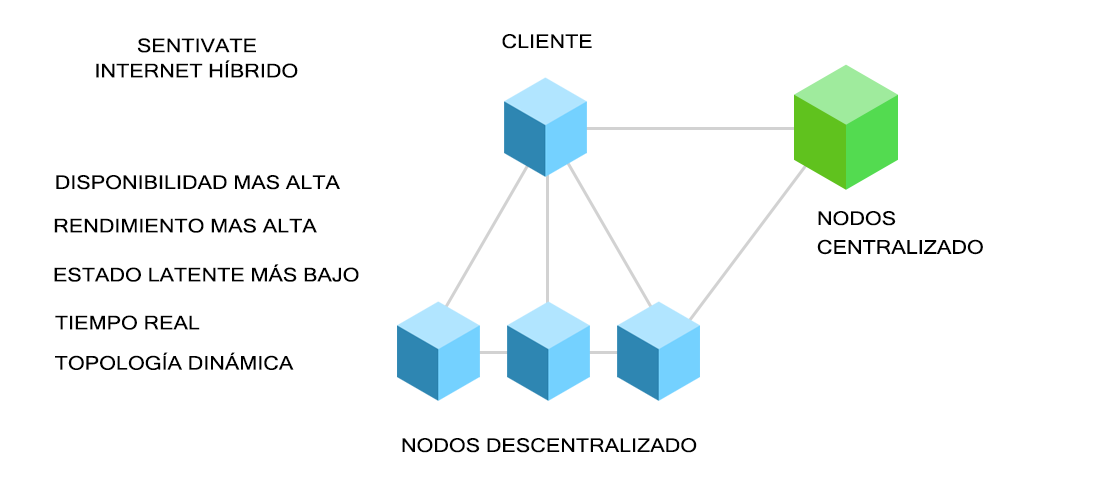 SENTIVATE
INTERNET HÍBRIDO
CLIENTE
DISPONIBILIDAD MAS ALTA
RENDIMIENTO MAS ALTA
ESTADO LATENTE MÁS BAJO
TIEMPO REAL
TOPOLOGÍA DINÁMICA
NODOS
CENTRALIZADO
NODOS DESCENTRALIZADO